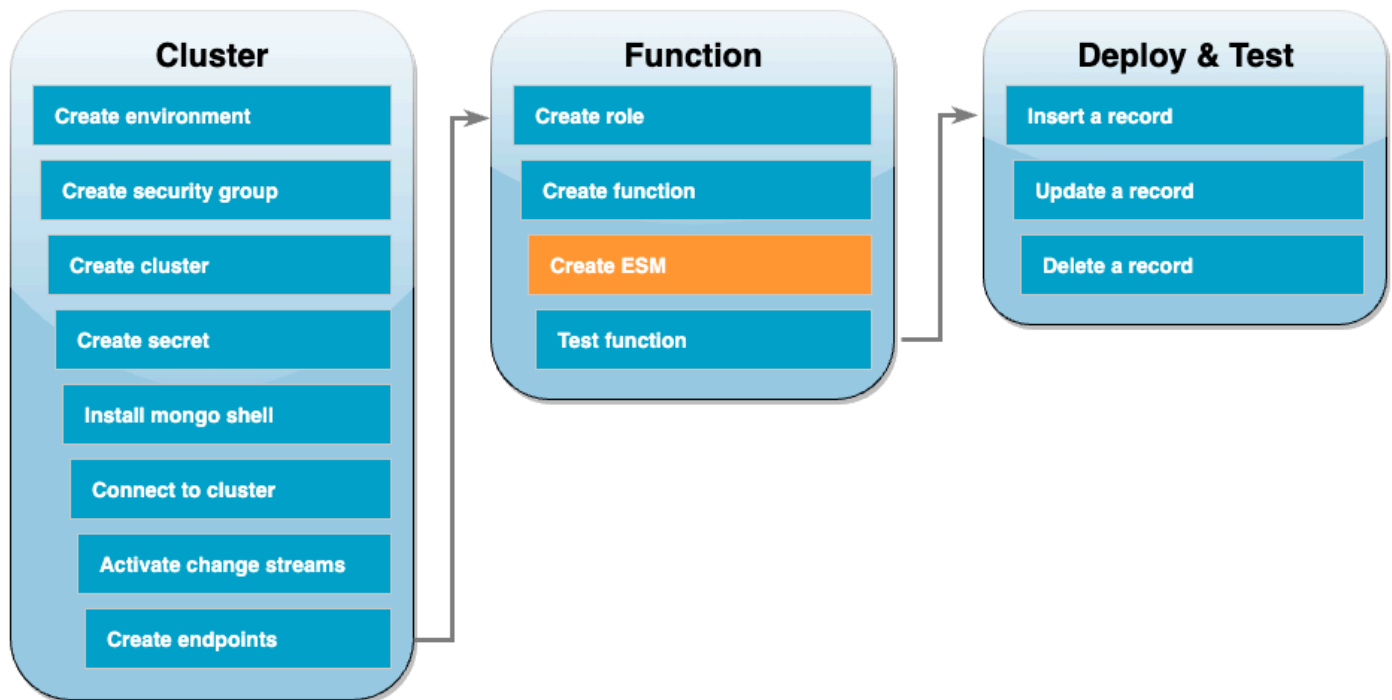 Cluster
Create environment
Create security group
Create cluster
Create secret
Install mongo shell
Connect to cluster
Activate change streams
Create endpoints
Function
Create role
Create function
Create ESM
Test function
Deploy & Test
Insert a record
Update a record
Delete a record